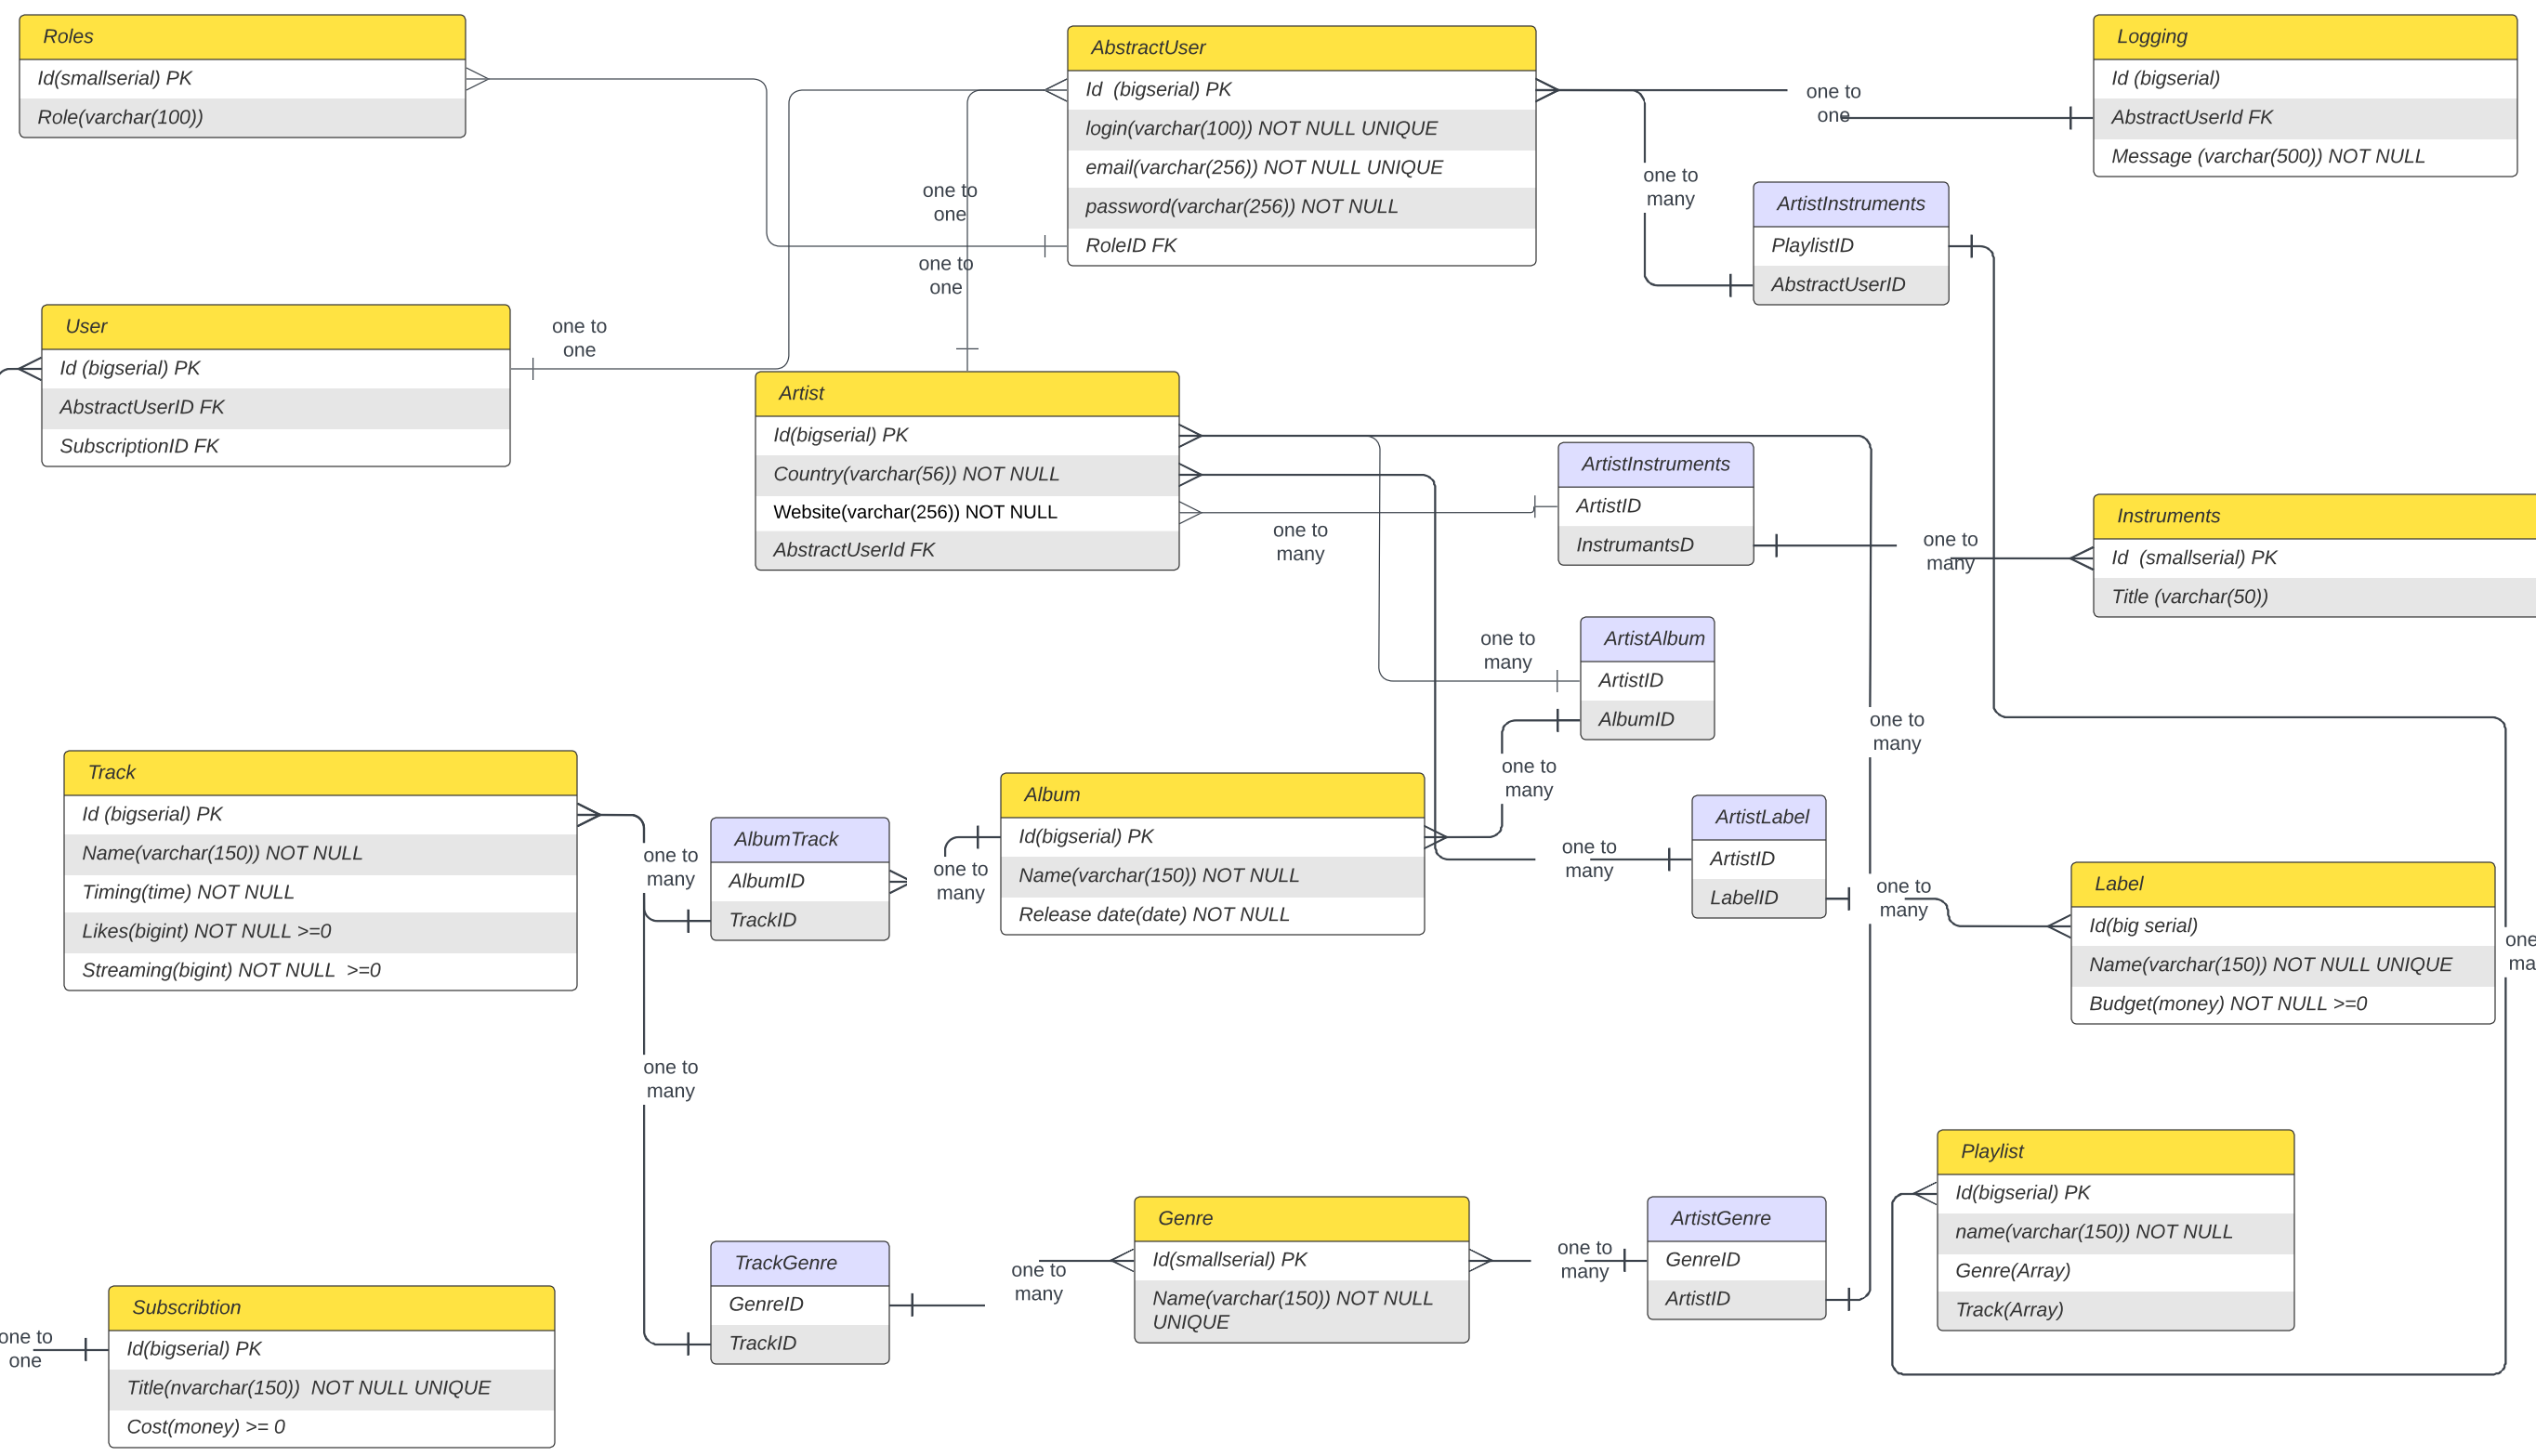 Roles
Id(smallserial) PK
Role(varchar(100))
AbstractUser
Id  (bigserial) PK
login(varchar(100)) NOT NULL UNIQUE
email(varchar(256)) NOT NULL UNIQUE
password(varchar(256)) NOT NULL
RoleID FK
Logging
Id (bigserial)
AbstractUserId FK
Message (varchar(500)) NOT NULL
one to
one
one to
many
ArtistInstruments
PlaylistID
AbstractUserID
one to
one
one to
one
User
Id (bigserial) PK
AbstractUserID FK
SubscriptionID FK
one to
one
Artist
Id(bigserial) PK
Country(varchar(56)) NOT NULL
Website(varchar(256)) NOT NULL
AbstractUserId FK
one to
many
ArtistInstruments
ArtistID
InstrumantsD
one to
many
Instruments
Id  (smallserial) PK
Title (varchar(50))
one to
many
ArtistAlbum
ArtistID
AlbumID
one to
many
one to
many
Track
Id (bigserial) PK
Name(varchar(150)) NOT NULL
Timing(time) NOT NULL
Likes(bigint) NOT NULL >=0
Streaming(bigint) NOT NULL  >=0
one to
many
AlbumTrack
AlbumID
TrackID
one to
many
Album
Id(bigserial) PK
Name(varchar(150)) NOT NULL
Release date(date) NOT NULL
one to
many
ArtistLabel
ArtistID
LabelID
one to
many
Label
Id(big serial)
Name(varchar(150)) NOT NULL UNIQUE
Budget(money) NOT NULL >=0
one
ma
one to
many
Playlist
Id(bigserial) PK
name(varchar(150)) NOT NULL
Genre(Array)
Track(Array)
TrackGenre
GenreID
TrackID
one to
many
Genre
Id(smallserial) PK
Name(varchar(150)) NOT NULL
UNIQUE
one to
many
ArtistGenre
GenreID
ArtistID
one to
one
Subscribtion
Id(bigserial) PK
Title(nvarchar(150))  NOT NULL UNIQUE
Cost(money) >= 0